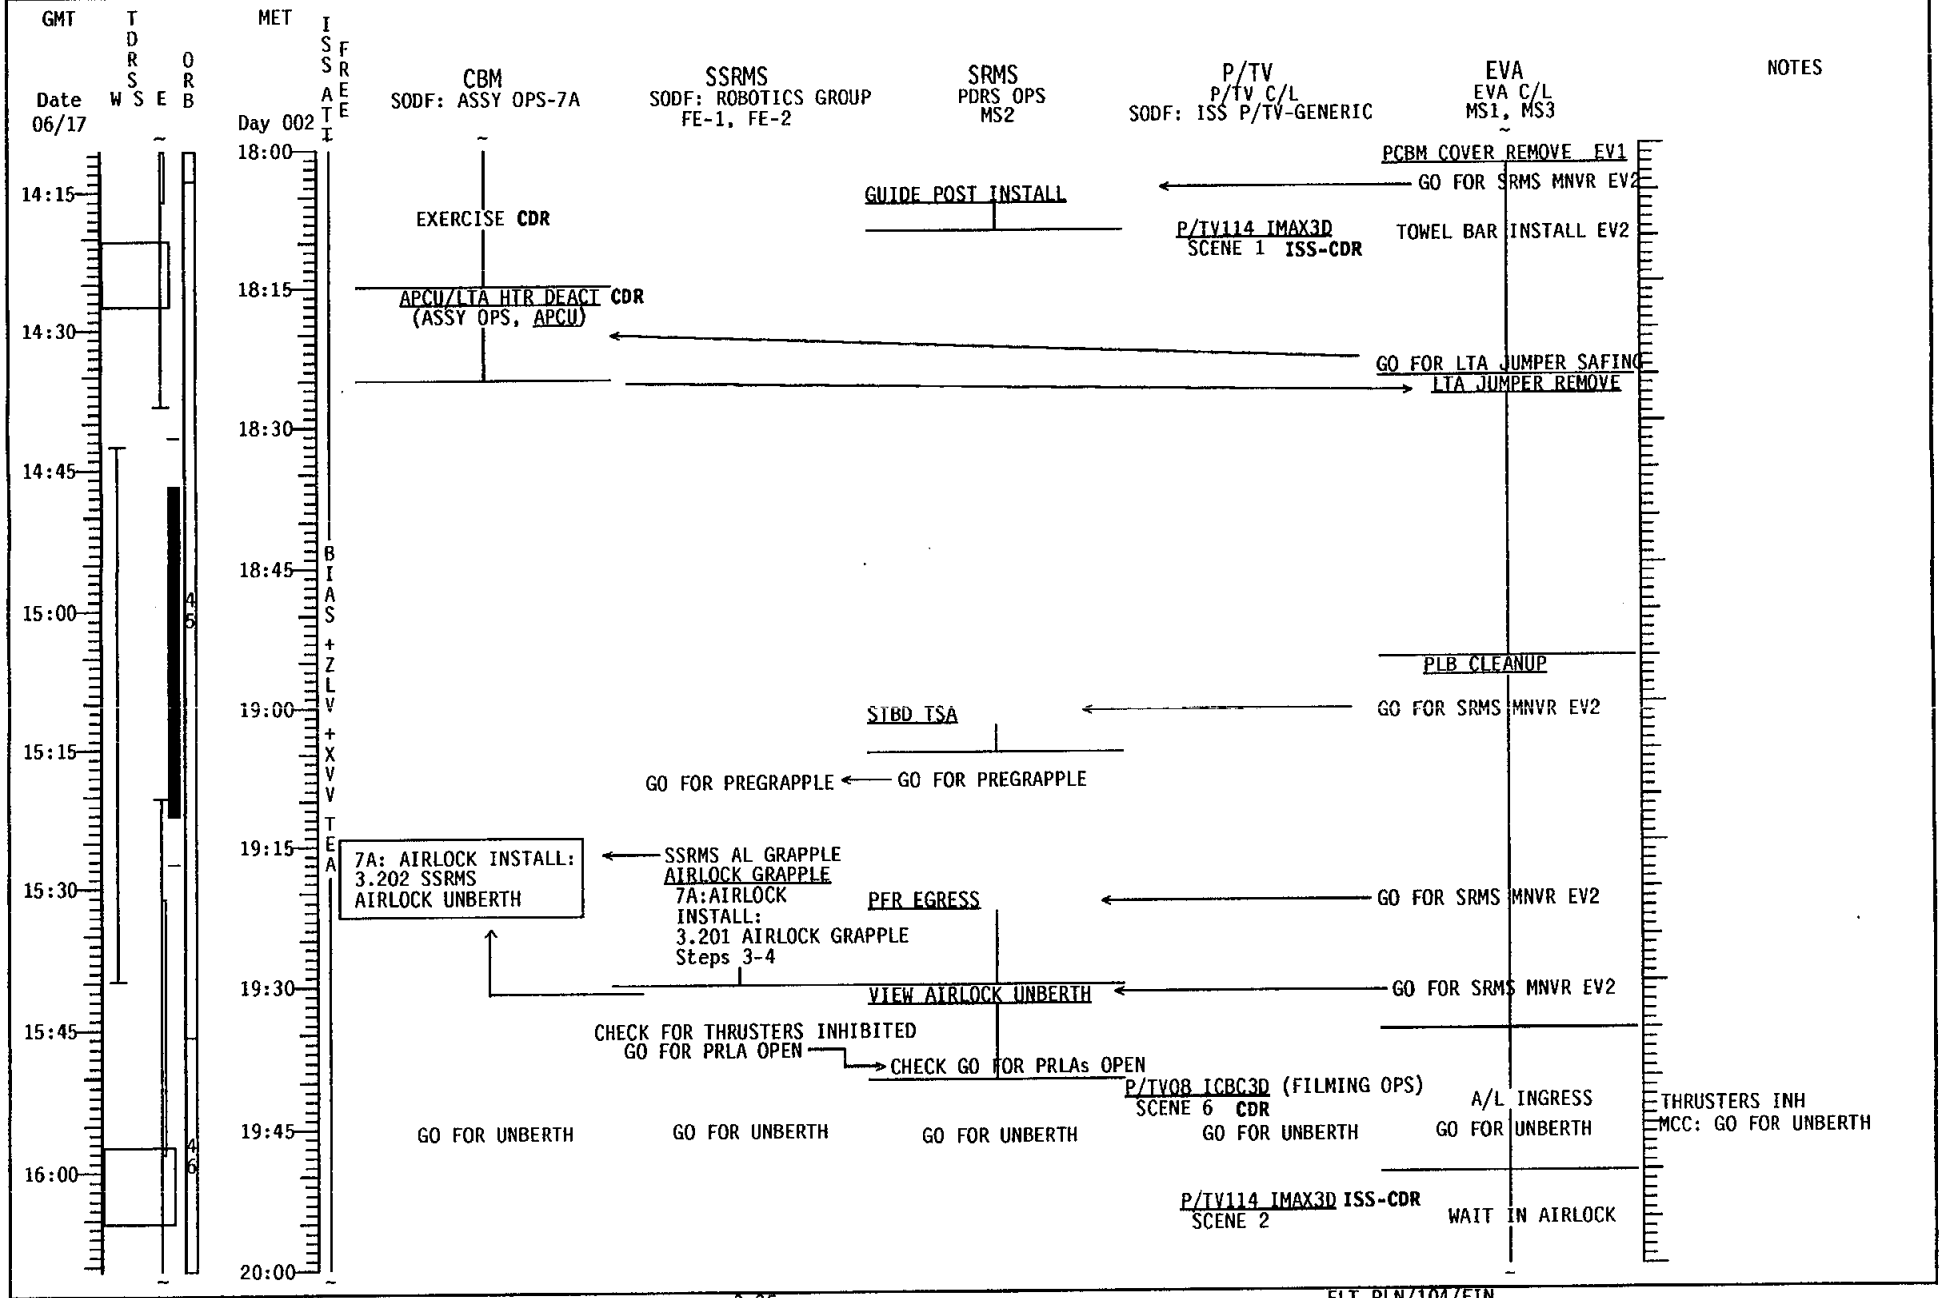 GMT
TDRSS
W S E
ORB
MET
ISS ATT
FREE
Date
06/17
Day 002
CBM
SODF: ASSY OPS-7A
SSRMS
SODF: ROBOTICS GROUP
FE-1, FE-2
SRMS
PDRS OPS
MS2
P/TV
P/TV C/L
SODF: ISS P/TV-GENERIC
EVA
EVA C/L
MS1, MS3
NOTES
18:00
PCBM COVER REMOVE EV1
14:15
GUIDE POST INSTALL
GO FOR SRMS MNVR EV2
EXERCISE CDR
P/TV114 IMAX3D
SCENE 1 ISS-CDR
TOWEL BAR INSTALL EV2
18:15
APCU/LTA HTR DEACT CDR
(ASSY OPS, APCU)
14:30
GO FOR LTA JUMPER SAFING
LTA JUMPER REMOVE
18:30
14:45
BIAS +ZLV +XVV TEA
18:45
15:00
45
PLB CLEANUP
19:00
STBD TSA
GO FOR SRMS MNVR EV2
15:15
GO FOR PREGRAPPLE
GO FOR PREGRAPPLE
19:15
7A: AIRLOCK INSTALL:
3.202 SSRMS
AIRLOCK UNBERTH
SSRMS AL GRAPPLE
AIRLOCK GRAPPLE
7A:AIRLOCK
INSTALL:
3.201 AIRLOCK GRAPPLE
Steps 3-4
15:30
PFR EGRESS
GO FOR SRMS MNVR EV2
19:30
VIEW AIRLOCK UNBERTH
GO FOR SRMS MNVR EV2
15:45
CHECK FOR THRUSTERS INHIBITED
GO FOR PRLA OPEN
CHECK GO FOR PRLAs OPEN
P/TV08 ICBC3D (FILMING OPS)
SCENE 6 CDR
A/L INGRESS
THRUSTERS INH
MCC: GO FOR UNBERTH
19:45
GO FOR UNBERTH
GO FOR UNBERTH
GO FOR UNBERTH
GO FOR UNBERTH
GO FOR UNBERTH
46
16:00
P/TV114 IMAX3D ISS-CDR
SCENE 2
WAIT IN AIRLOCK
20:00
FLT PLN/104/FIN